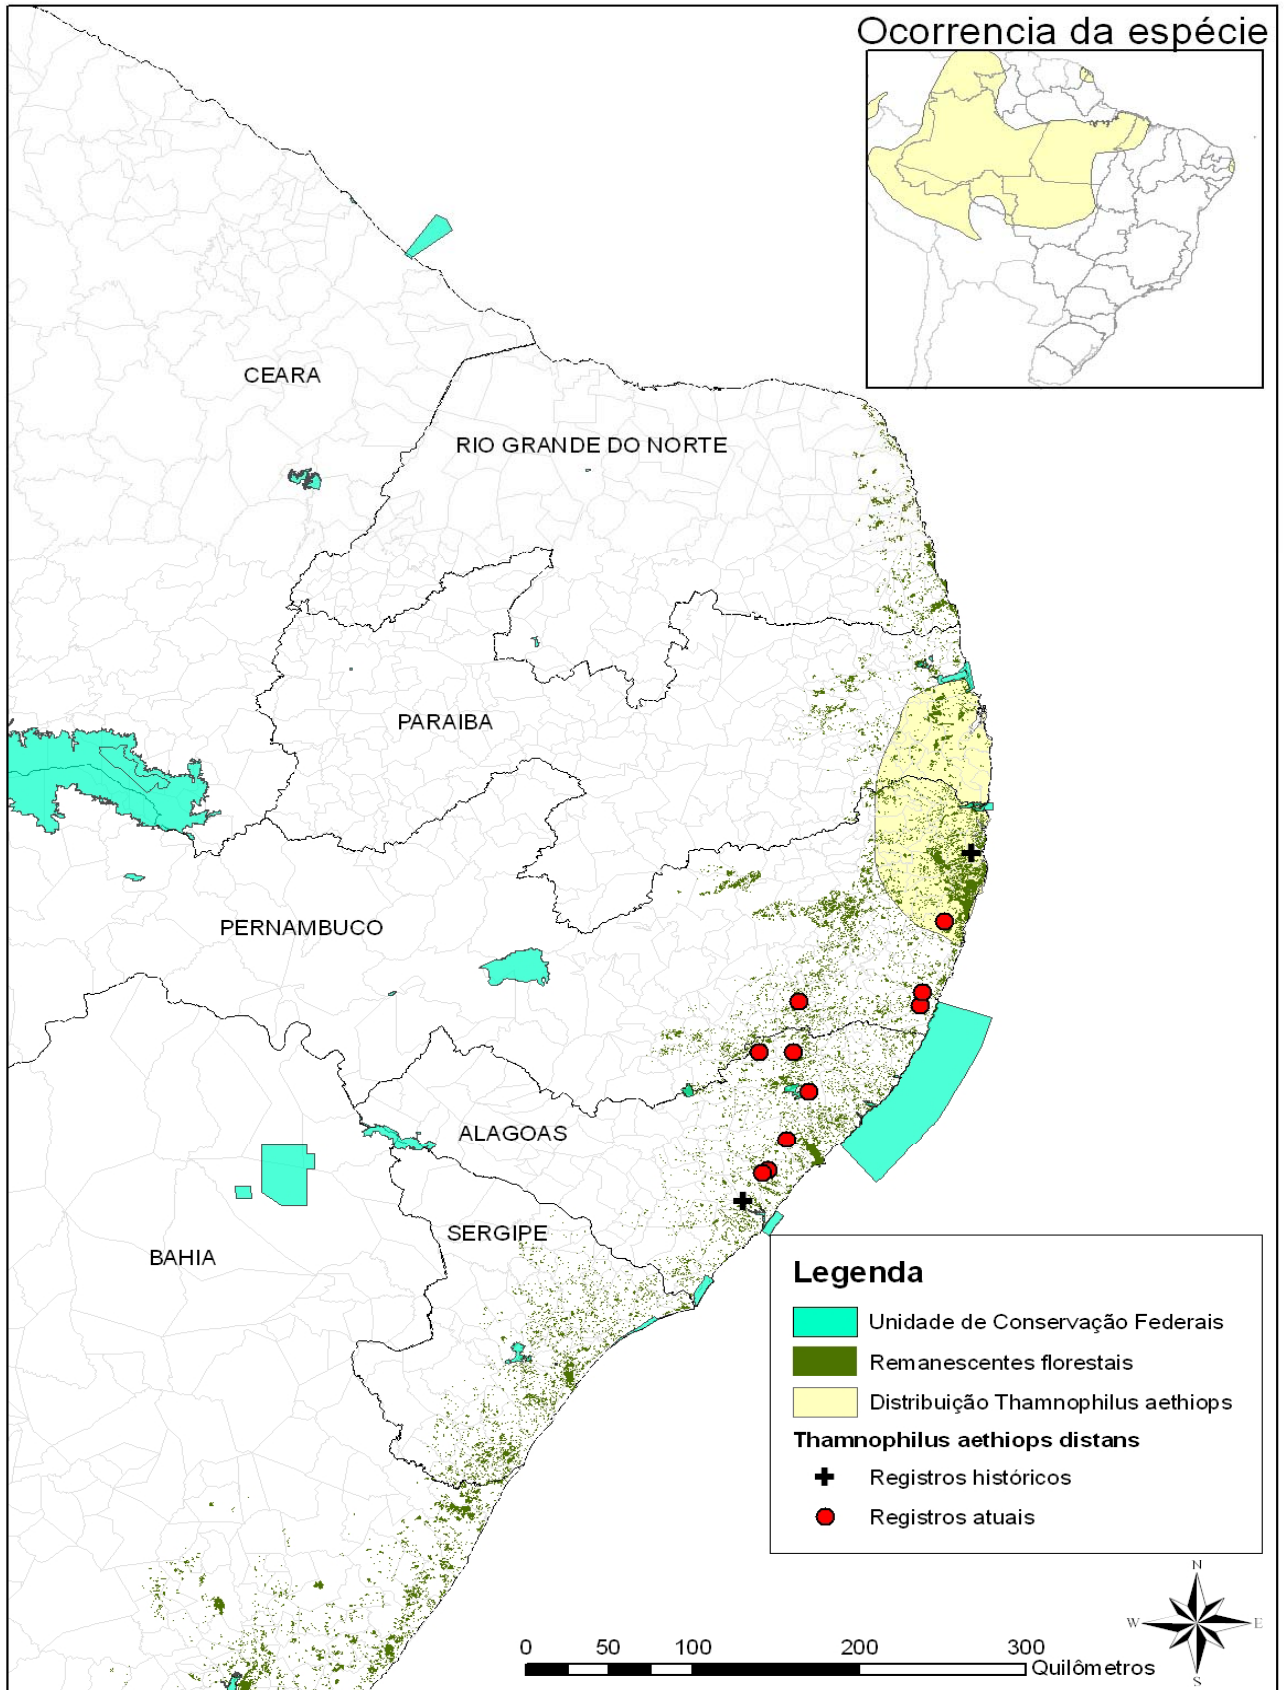 Ocorrencia da espécie
CEARA
RIO GRANDE DO NORTE
PARAIBA
PERNAMBUCO
ALAGOAS
SERGIPE
BAHIA
Legenda
Unidade de Conservação Federais
Remanescentes florestais
Distribuição Thamnophilus aethiops
Thamnophilus aethiops distans
Registros históricos
Registros atuais
N
W E
S
0 50 100 200 300
Quilômetros